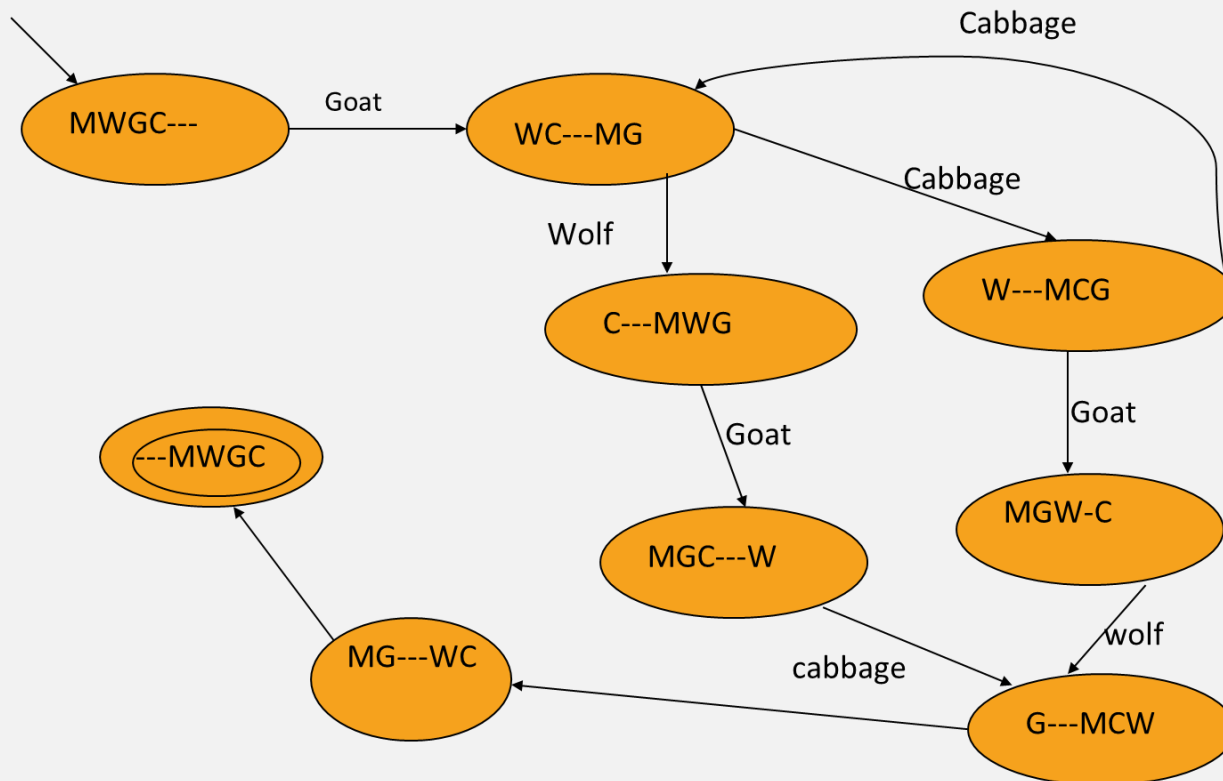 Cabbage
Goat
MWGC---
WC---MG
Cabbage
Wolf
W---MCG
C---MWG
Goat
Goat
---MWGC
MGW-C
MGC---W
wolf
MG---WC
cabbage
G---MCW